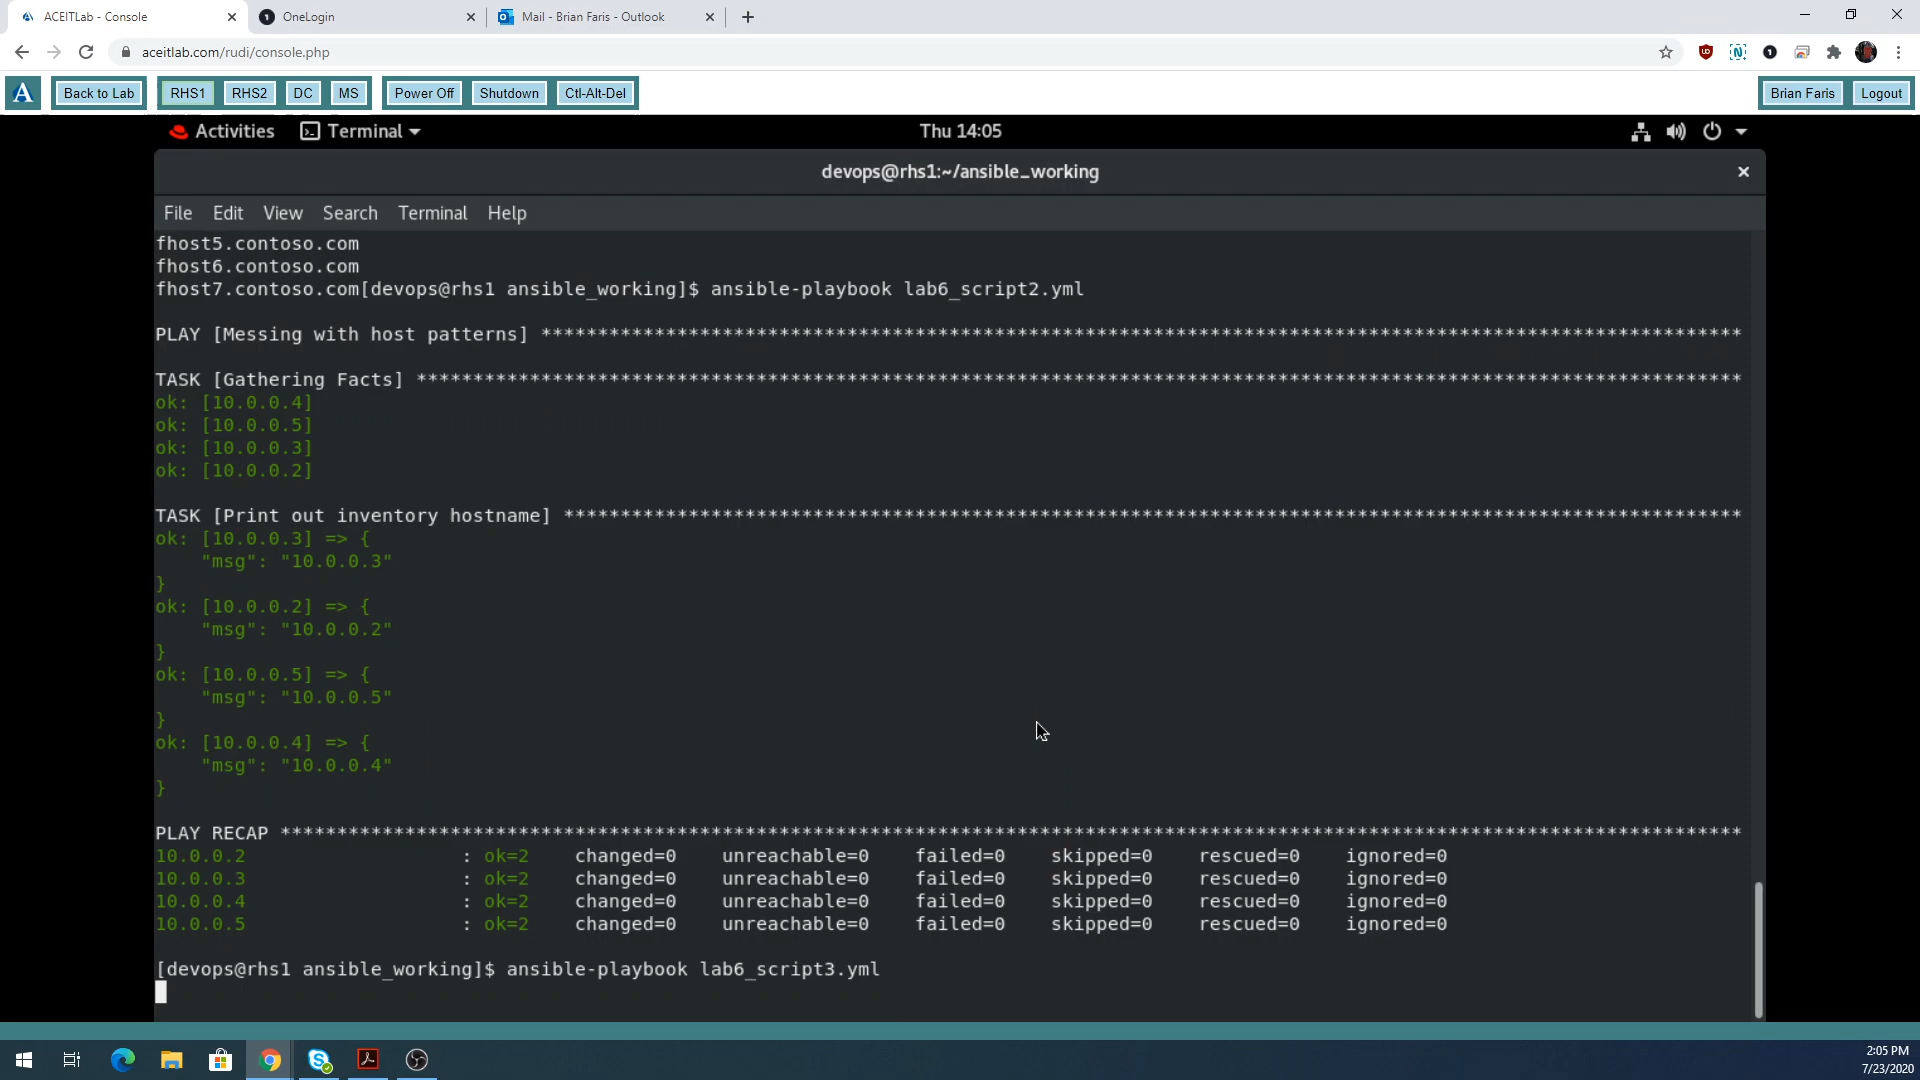 ACEITLab - Console
OneLogin
Mail - Brian Faris - Outlook
aceitlab.com/rudi/console.php
Back to Lab RHS1 RHS2 DC MS Power Off Shutdown Ctl-Alt-Del Brian Faris Logout
Activities Terminal Thu 14:05
devops@rhs1:~/ansible_working
File Edit View Search Terminal Help
fhost5.contoso.com
fhost6.contoso.com
fhost7.contoso.com[devops@rhs1 ansible_working]$ ansible-playbook lab6_script2.yml
PLAY [Messing with host patterns] **********************************************************************************************************
TASK [Gathering Facts] *********************************************************************************************************************
ok: [10.0.0.4]
ok: [10.0.0.5]
ok: [10.0.0.3]
ok: [10.0.0.2]
TASK [Print out inventory hostname] ********************************************************************************************************
ok: [10.0.0.3] => {
    "msg": "10.0.0.3"
}
ok: [10.0.0.2] => {
    "msg": "10.0.0.2"
}
ok: [10.0.0.5] => {
    "msg": "10.0.0.5"
}
ok: [10.0.0.4] => {
    "msg": "10.0.0.4"
}
PLAY RECAP *********************************************************************************************************************************
10.0.0.2 : ok=2 changed=0 unreachable=0 failed=0 skipped=0 rescued=0 ignored=0
10.0.0.3 : ok=2 changed=0 unreachable=0 failed=0 skipped=0 rescued=0 ignored=0
10.0.0.4 : ok=2 changed=0 unreachable=0 failed=0 skipped=0 rescued=0 ignored=0
10.0.0.5 : ok=2 changed=0 unreachable=0 failed=0 skipped=0 rescued=0 ignored=0
[devops@rhs1 ansible_working]$ ansible-playbook lab6_script3.yml
2:05 PM
7/23/2020